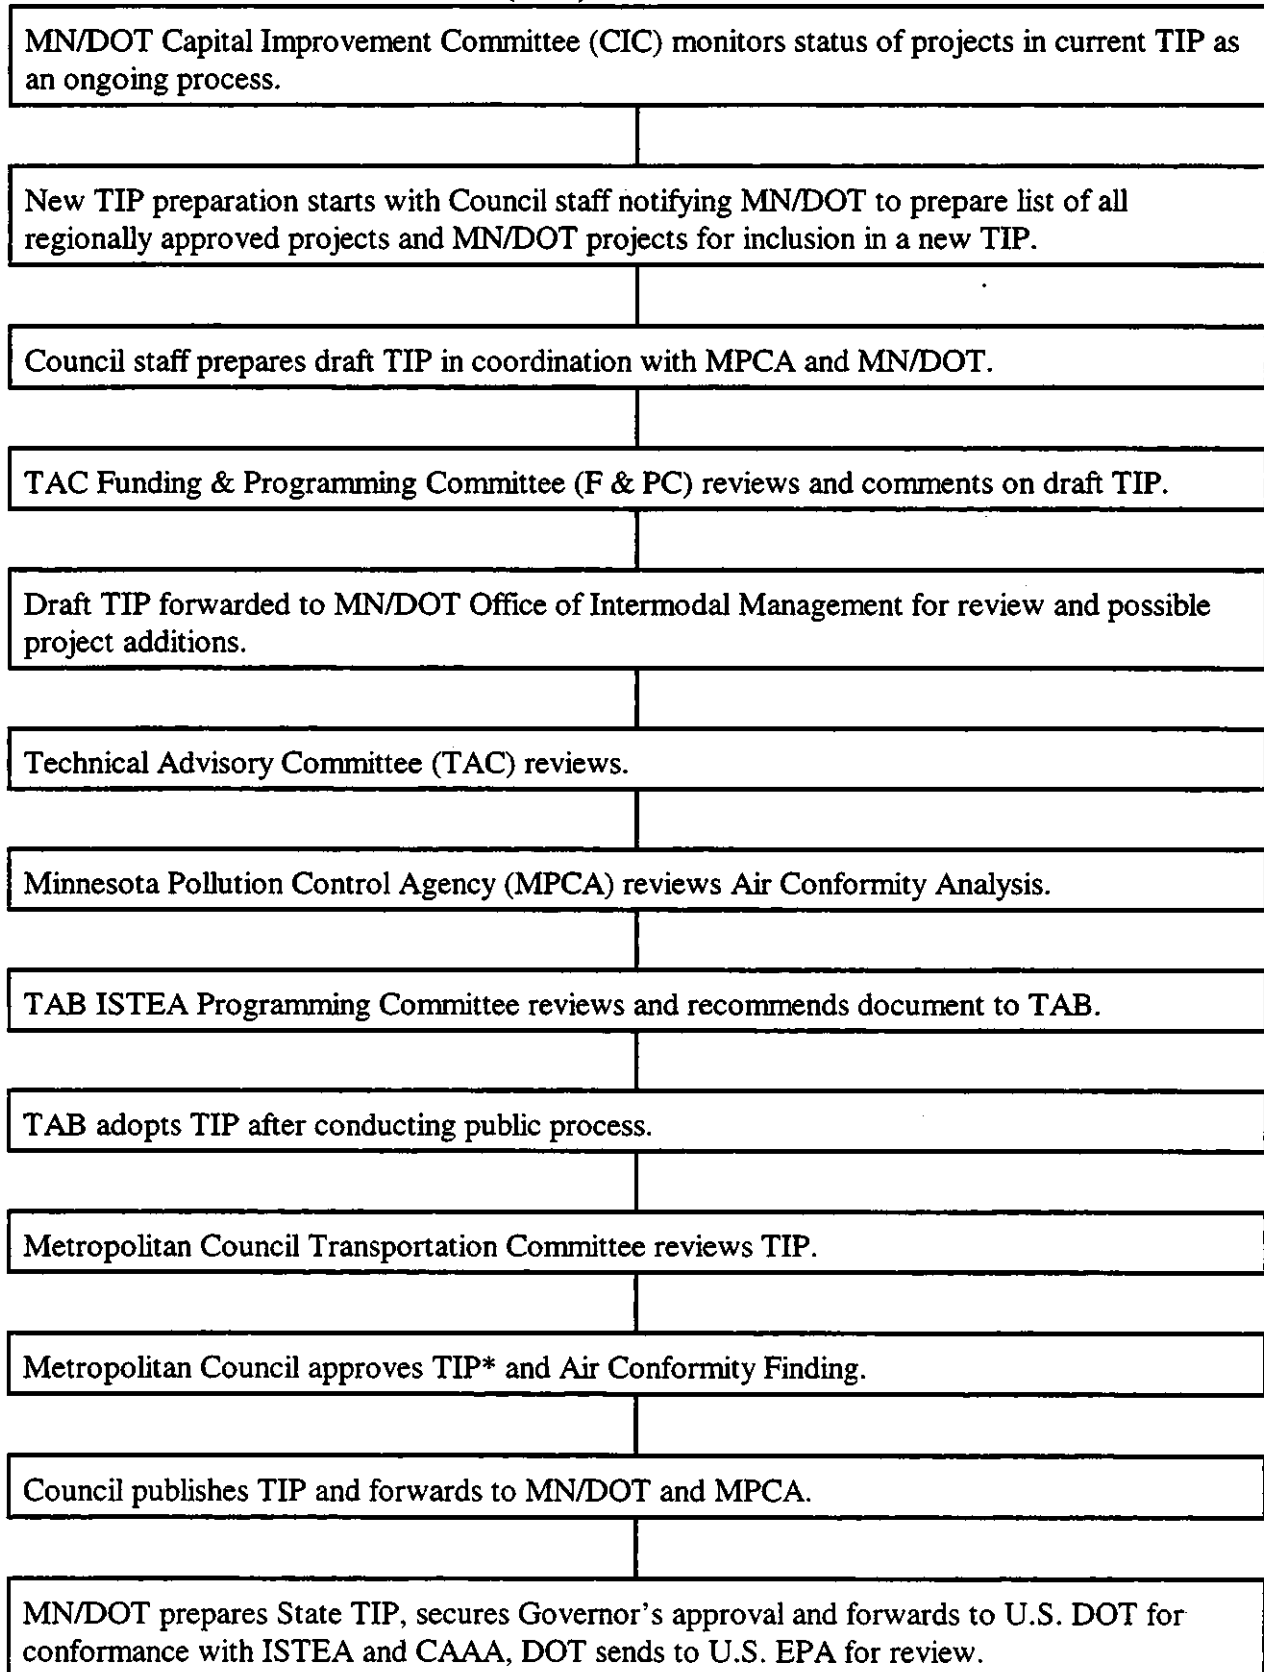 MN/DOT Capital Improvement Committee (CIC) monitors status of projects in current TIP as
an ongoing process.
New TIP preparation starts with Council staff notifying MN/DOT to prepare list of all
regionally approved projects and MN/DOT projects for inclusion in a new TIP.
Council staff prepares draft TIP in coordination with MPCA and MN/DOT.
TAC Funding & Programming Committee (F & PC) reviews and comments on draft TIP.
Draft TIP forwarded to MN/DOT Office of Intermodal Management for review and possible
project additions.
Technical Advisory Committee (TAC) reviews.
Minnesota Pollution Control Agency (MPCA) reviews Air Conformity Analysis.
TAB ISTEA Programming Committee reviews and recommends document to TAB.
TAB adopts TIP after conducting public process.
Metropolitan Council Transportation Committee reviews TIP.
Metropolitan Council approves TIP* and Air Conformity Finding.
Council publishes TIP and forwards to MN/DOT and MPCA.
MN/DOT prepares State TIP, secures Governor's approval and forwards to U.S. DOT for
conformance with ISTEA and CAAA, DOT sends to U.S. EPA for review.